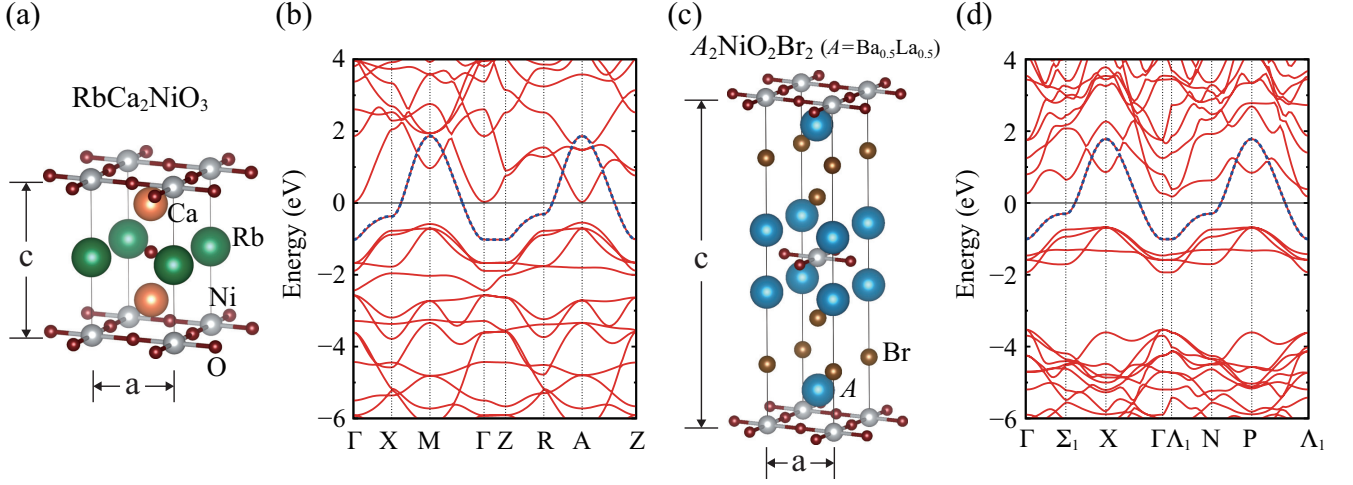 (a)
RbCa₂NiO₃
c
Ca
Rb
Ni
O
a
(b)
Energy (eV)
4
2
0
−2
−4
−6
Γ X M Γ Z R A Z
(c)
A₂NiO₂Br₂ (A=Ba₀.₅La₀.₅)
c
Br
A
a
(d)
Energy (eV)
4
2
0
−2
−4
−6
Γ Σ₁ X Γ Λ₁ N P Λ₁